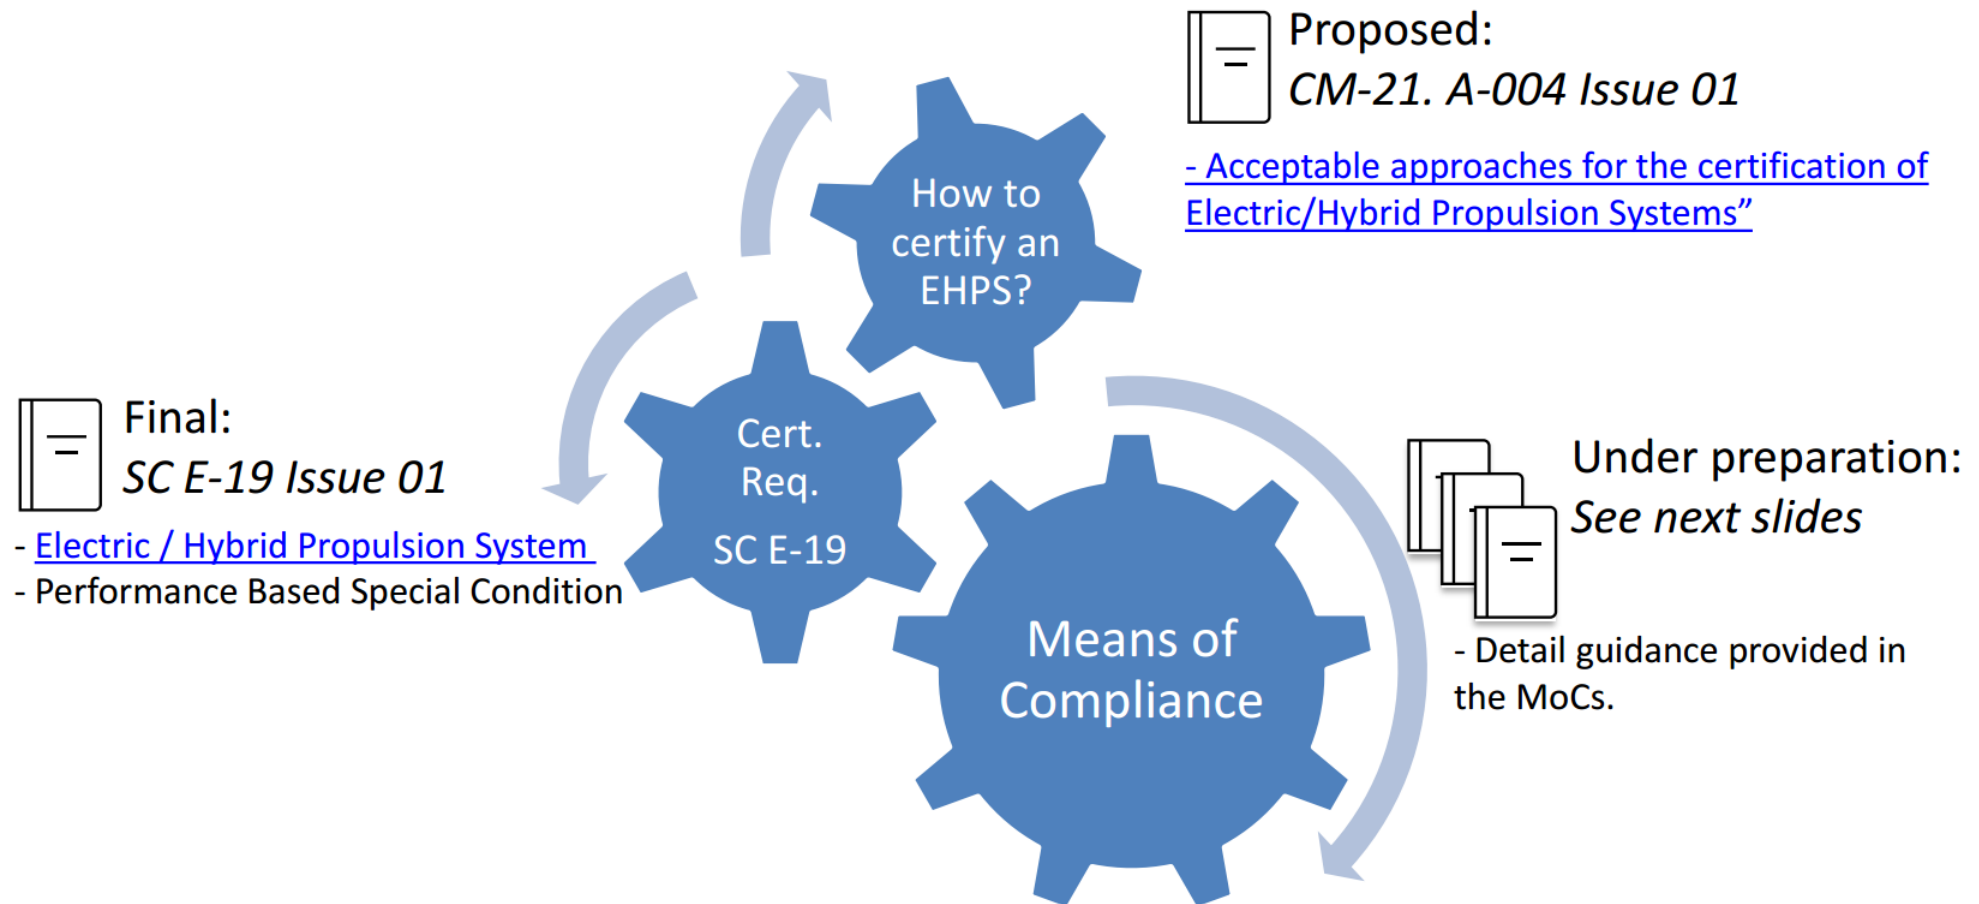 Proposed:
CM-21. A-004 Issue 01
- Acceptable approaches for the certification of
Electric/Hybrid Propulsion Systems”
How to
certify an
EHPS?
Final:
SC E-19 Issue 01
- Electric / Hybrid Propulsion System
- Performance Based Special Condition
Cert.
Req.
SC E-19
Means of
Compliance
Under preparation:
See next slides
- Detail guidance provided in
the MoCs.